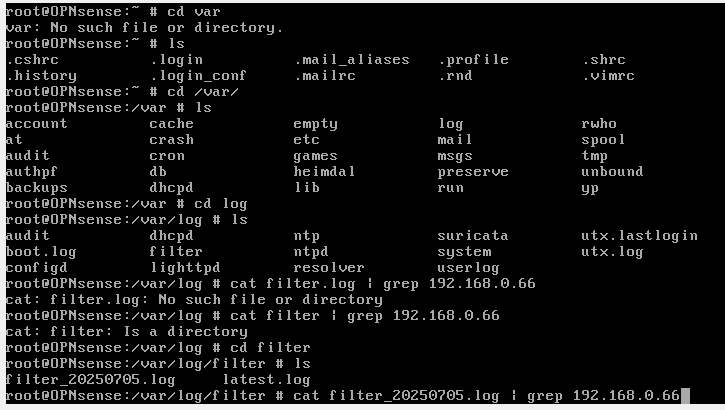 root@OPNsense:~ # cd var
var: No such file or directory.
root@OPNsense:~ # ls
.cshrc .login .mail_aliases .profile .shrc
.history .login_conf .mailrc .rnd .vimrc
root@OPNsense:~ # cd /var/
root@OPNsense:/var # ls
account cache empty log rwho
at crash etc mail spool
audit cron games msgs tmp
authpf db heimdal preserve unbound
backups dhcpd lib run yp
root@OPNsense:/var # cd log
root@OPNsense:/var/log # ls
audit dhcpd ntp suricata utx.lastlogin
boot.log filter ntpd system utx.log
configd lighttpd resolver userlog
root@OPNsense:/var/log # cat filter.log | grep 192.168.0.66
cat: filter.log: No such file or directory
root@OPNsense:/var/log # cat filter | grep 192.168.0.66
cat: filter: Is a directory
root@OPNsense:/var/log # cd filter
root@OPNsense:/var/log/filter # ls
filter_20250705.log latest.log
root@OPNsense:/var/log/filter # cat filter_20250705.log | grep 192.168.0.66